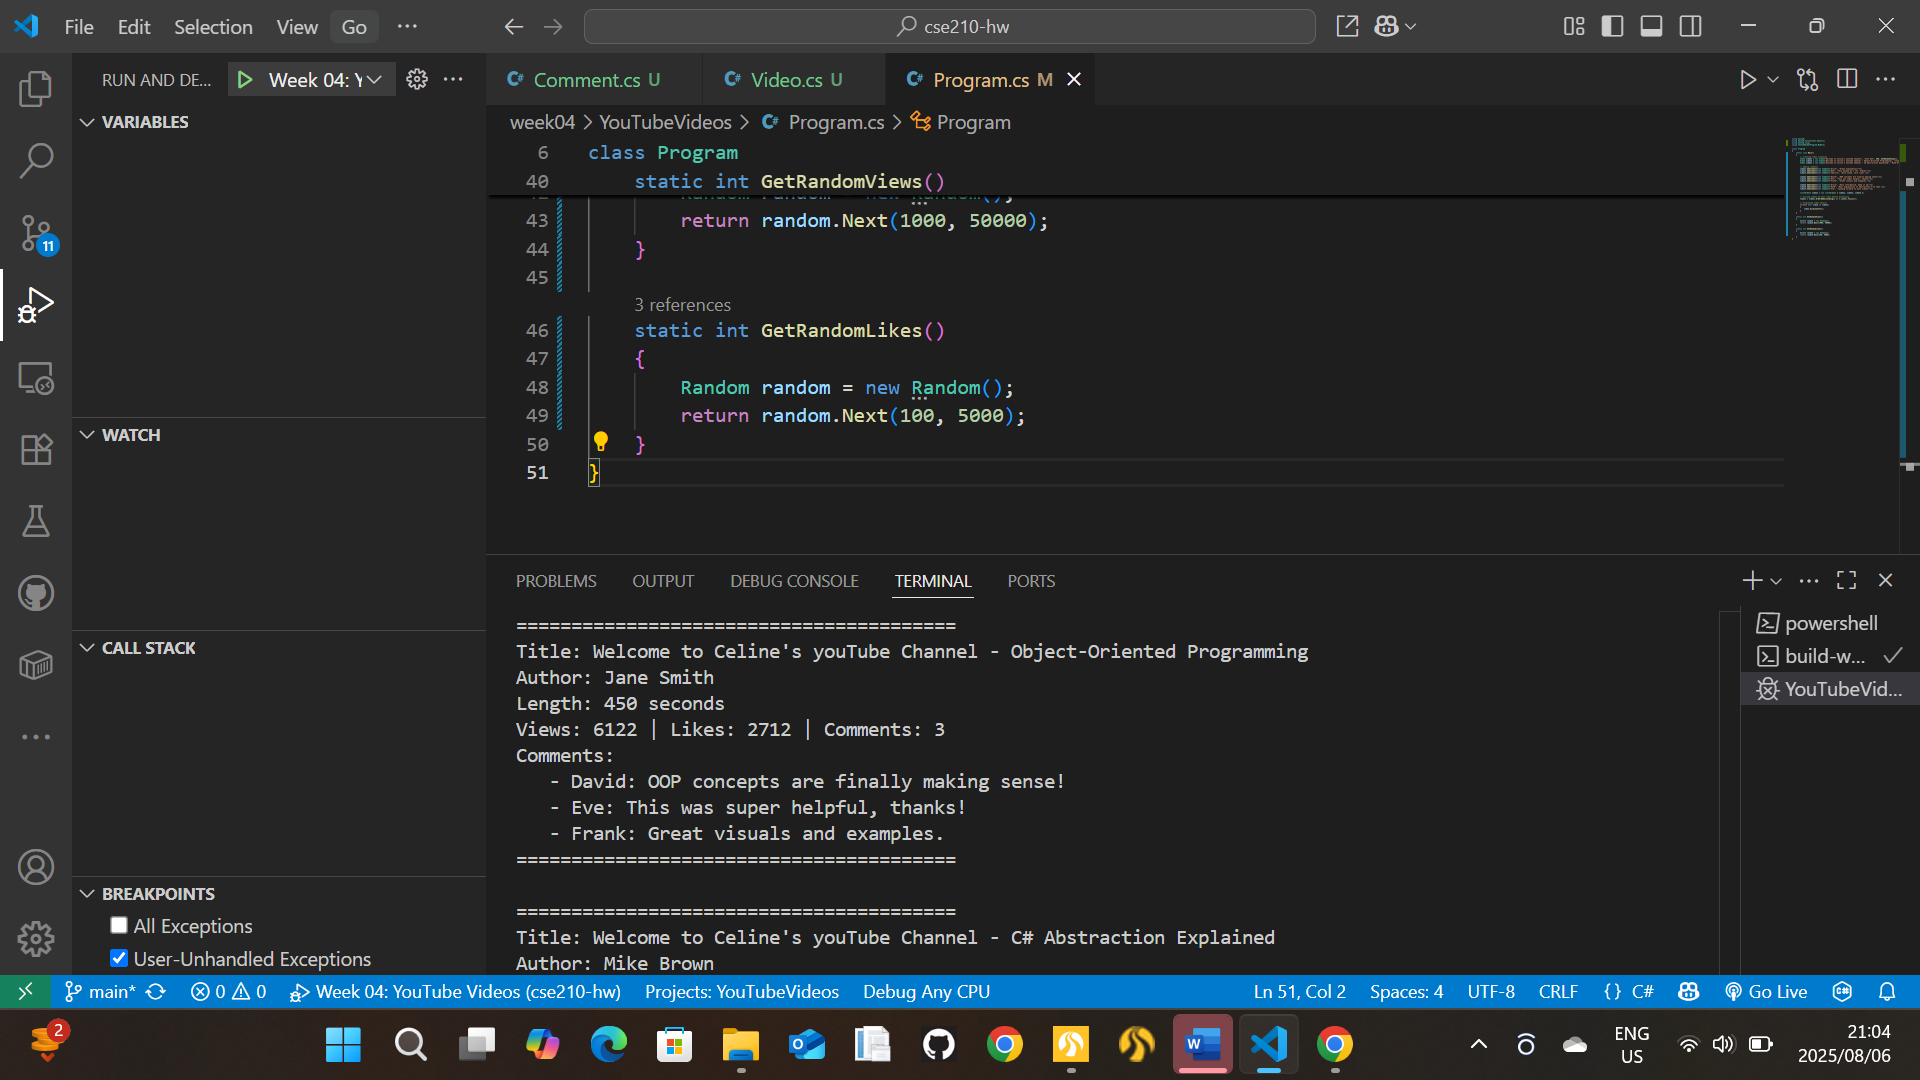 File Edit Selection View Go ···
cse210-hw
RUN AND DE...
Week 04: Y
Comment.cs U
Video.cs U
Program.cs M
VARIABLES
WATCH
CALL STACK
BREAKPOINTS
All Exceptions
User-Unhandled Exceptions
11
week04 > YouTubeVideos > Program.cs > Program
6 class Program
40 static int GetRandomViews()
43 return random.Next(1000, 50000);
44 }
45
3 references
46 static int GetRandomLikes()
47 {
48 Random random = new Random();
49 return random.Next(100, 5000);
50 }
51 }
PROBLEMS OUTPUT DEBUG CONSOLE TERMINAL PORTS
========================================
Title: Welcome to Celine's youTube Channel - Object-Oriented Programming
Author: Jane Smith
Length: 450 seconds
Views: 6122 | Likes: 2712 | Comments: 3
Comments:
- David: OOP concepts are finally making sense!
- Eve: This was super helpful, thanks!
- Frank: Great visuals and examples.
========================================
========================================
Title: Welcome to Celine's youTube Channel - C# Abstraction Explained
Author: Mike Brown
powershell
build-w...
YouTubeVid...
main* 0 0 Week 04: YouTube Videos (cse210-hw) Projects: YouTubeVideos Debug Any CPU
Ln 51, Col 2 Spaces: 4 UTF-8 CRLF {} C# Go Live
2
ENG
US
21:04
2025/08/06